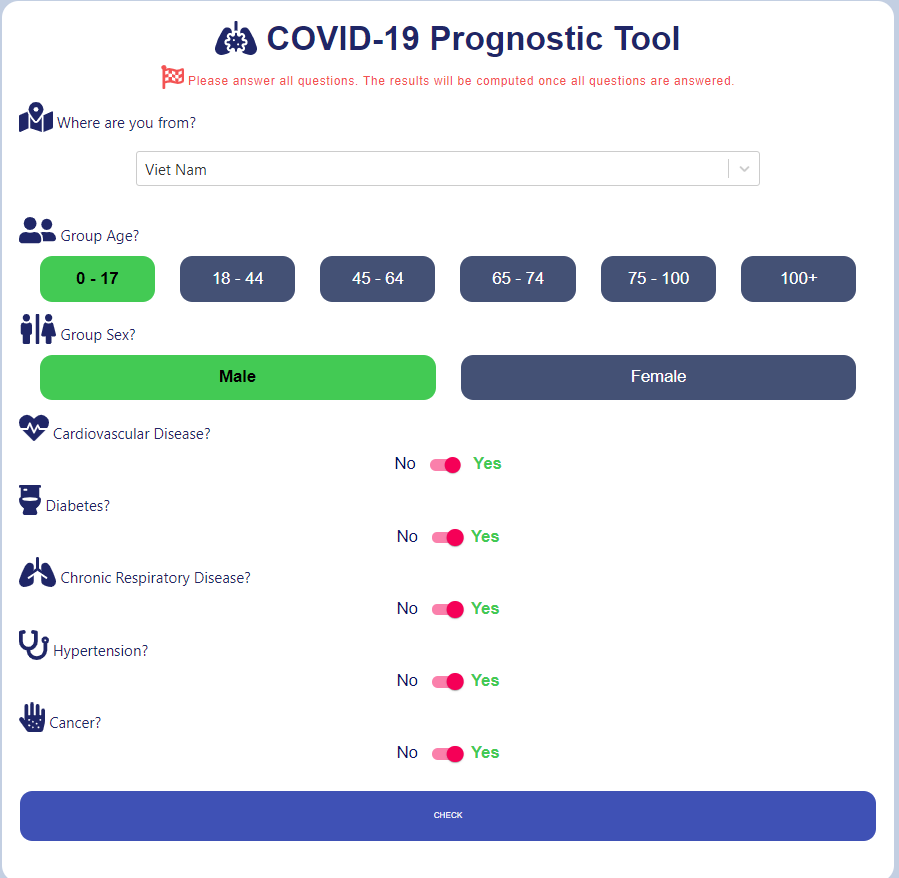 COVID-19 Prognostic Tool
Please answer all questions. The results will be computed once all questions are answered.
Where are you from?
Viet Nam
Group Age?
0 - 17 18 - 44 45 - 64 65 - 74 75 - 100 100+
Group Sex?
Male Female
Cardiovascular Disease?
No Yes
Diabetes?
No Yes
Chronic Respiratory Disease?
No Yes
Hypertension?
No Yes
Cancer?
No Yes
CHECK